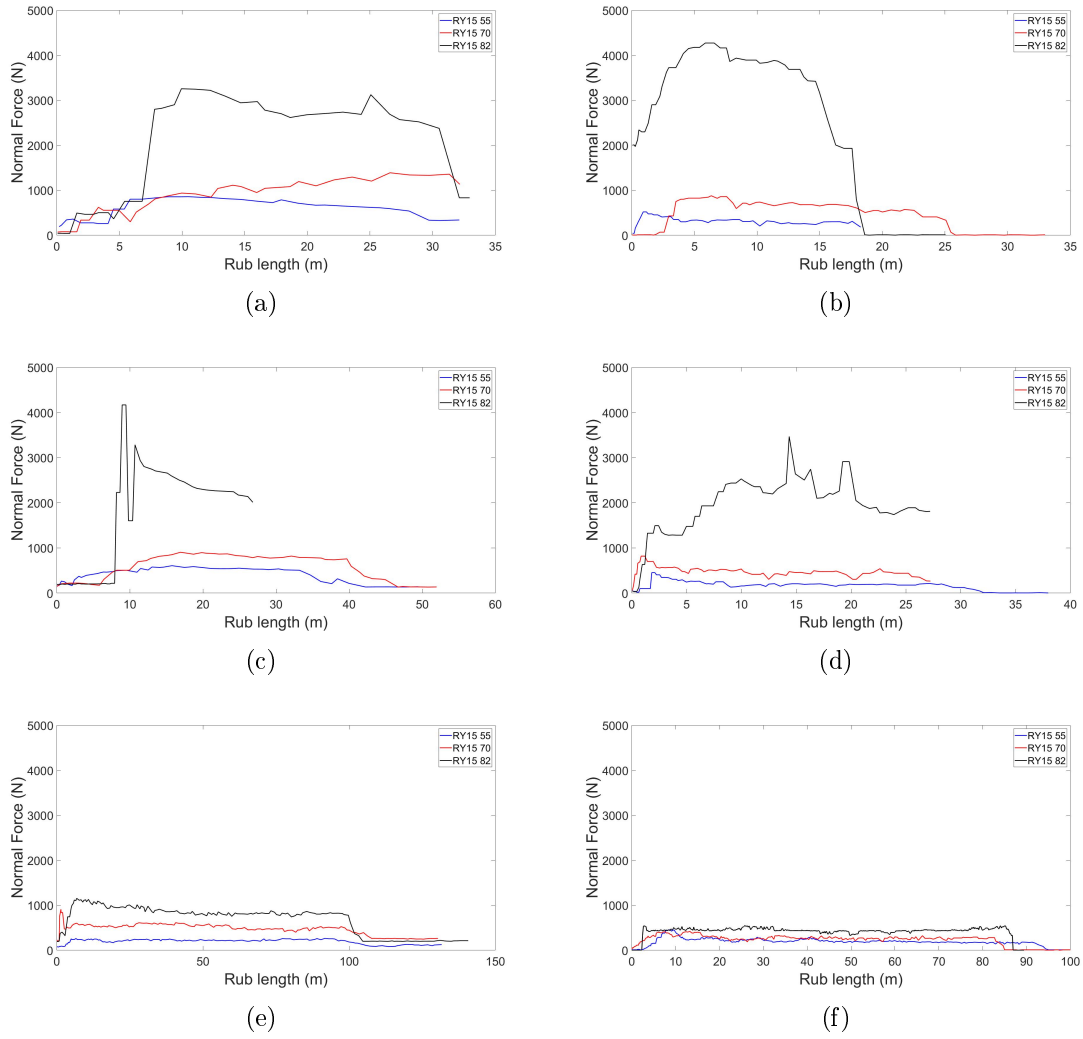 5000
4000
3000
2000
1000
0
Normal Force (N)
RY15 55
RY15 70
RY15 82
0 5 10 15 20 25 30 35
Rub length (m)
(a)
5000
4000
3000
2000
1000
0
Normal Force (N)
RY15 55
RY15 70
RY15 82
0 5 10 15 20 25 30 35
Rub length (m)
(b)
5000
4000
3000
2000
1000
0
Normal Force (N)
RY15 55
RY15 70
RY15 82
0 10 20 30 40 50 60
Rub length (m)
(c)
5000
4000
3000
2000
1000
0
Normal Force (N)
RY15 55
RY15 70
RY15 82
0 5 10 15 20 25 30 35 40
Rub length (m)
(d)
5000
4000
3000
2000
1000
0
Normal Force (N)
RY15 55
RY15 70
RY15 82
0 50 100 150
Rub length (m)
(e)
5000
4000
3000
2000
1000
0
Normal Force (N)
RY15 55
RY15 70
RY15 82
0 10 20 30 40 50 60 70 80 90 100
Rub length (m)
(f)